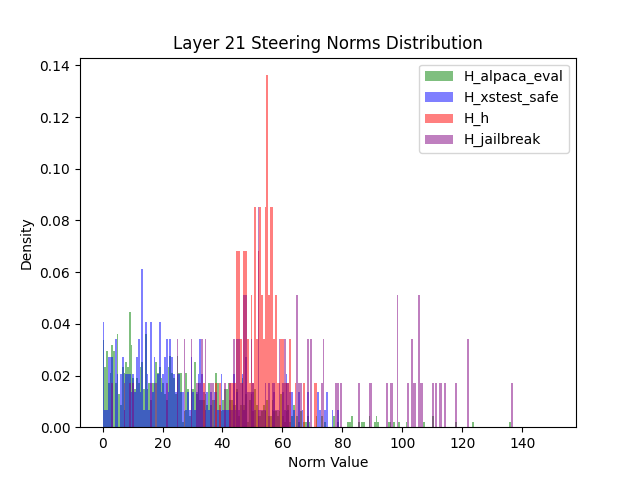 Layer 21 Steering Norms Distribution
H_alpaca_eval
H_xstest_safe
H_h
H_jailbreak
Density
0.14
0.12
0.10
0.08
0.06
0.04
0.02
0.00
0 20 40 60 80 100 120 140
Norm Value